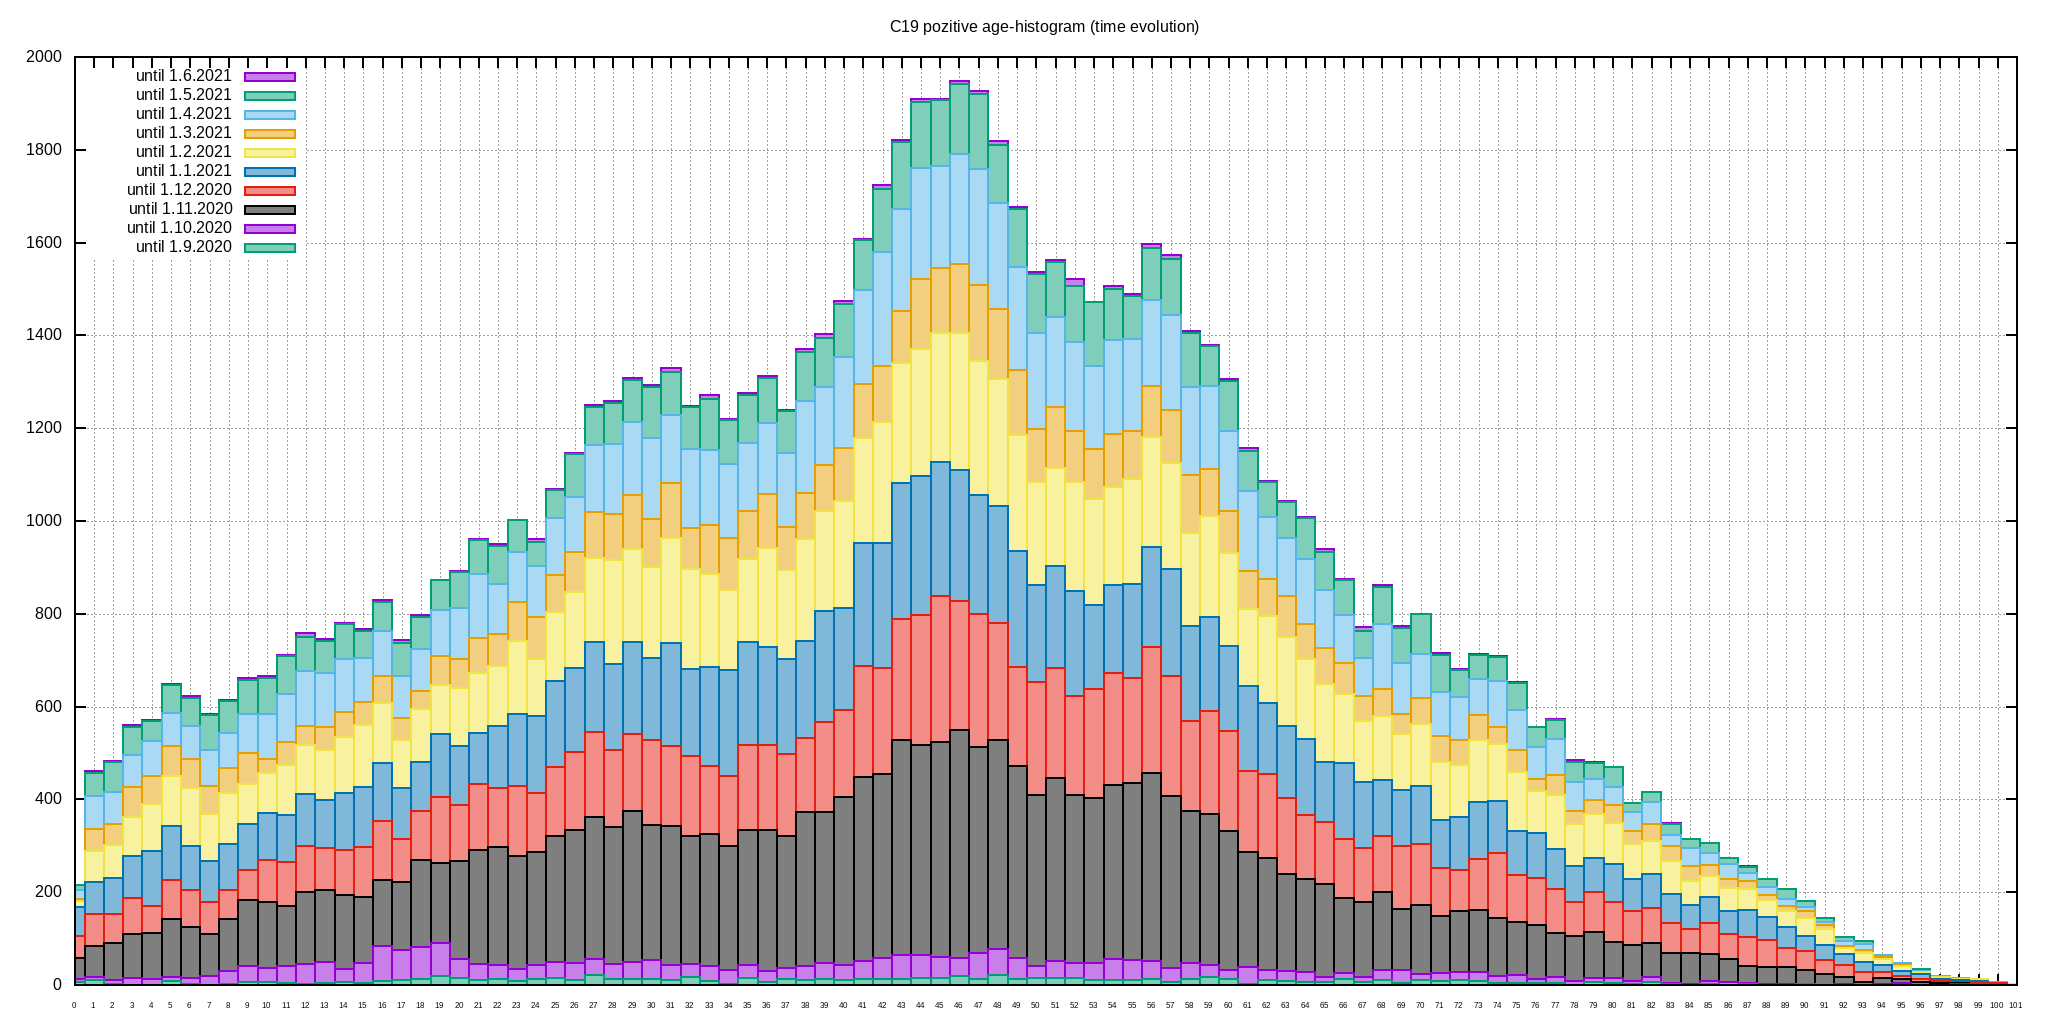 C19 pozitive age-histogram (time evolution)
2000
1800
1600
1400
1200
1000
800
600
400
200
0
until 1.6.2021
until 1.5.2021
until 1.4.2021
until 1.3.2021
until 1.2.2021
until 1.1.2021
until 1.12.2020
until 1.11.2020
until 1.10.2020
until 1.9.2020
0 1 2 3 4 5 6 7 8 9 10 11 12 13 14 15 16 17 18 19 20 21 22 23 24 25 26 27 28 29 30 31 32 33 34 35 36 37 38 39 40 41 42 43 44 45 46 47 48 49 50 51 52 53 54 55 56 57 58 59 60 61 62 63 64 65 66 67 68 69 70 71 72 73 74 75 76 77 78 79 80 81 82 83 84 85 86 87 88 89 90 91 92 93 94 95 96 97 98 99 100 101